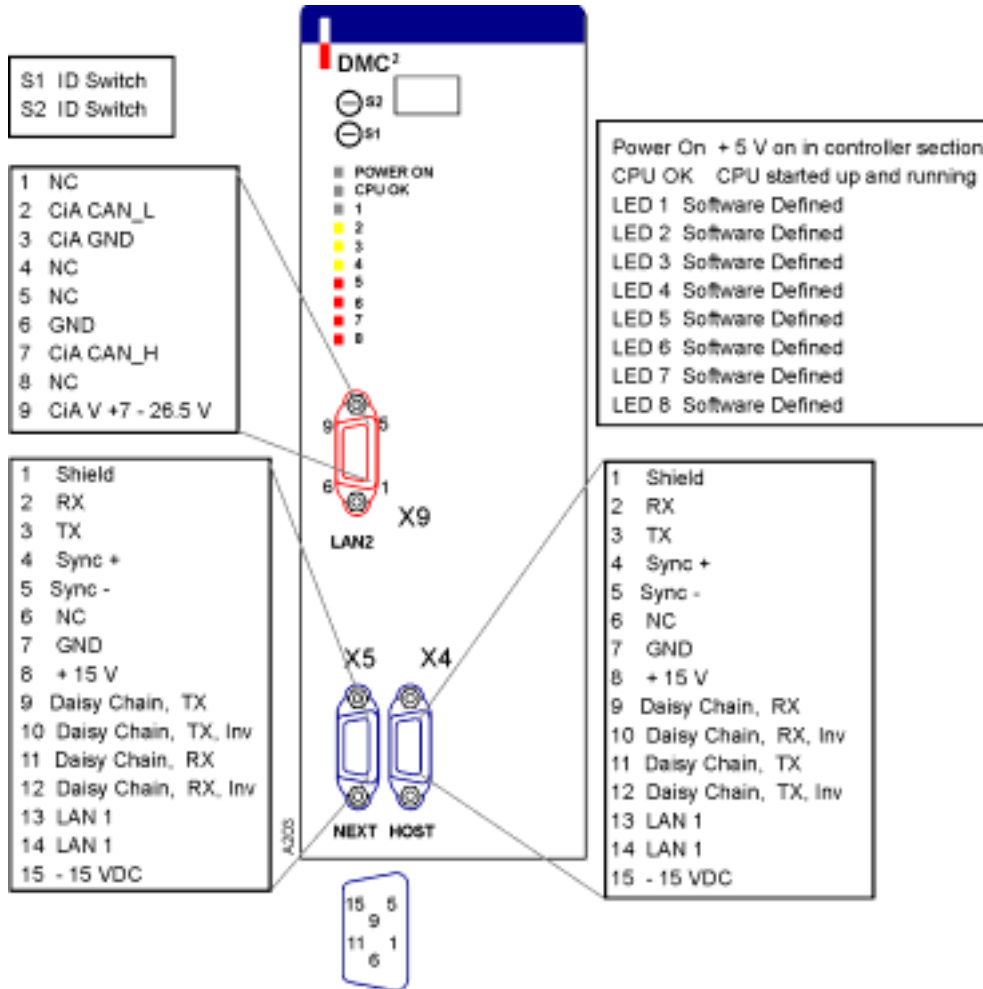 DMC²
S1 ID Switch
S2 ID Switch
S2
S1
POWER ON
CPU OK
1
2
3
4
5
6
7
8
Power On + 5 V on in controller section
CPU OK CPU started up and running
LED 1 Software Defined
LED 2 Software Defined
LED 3 Software Defined
LED 4 Software Defined
LED 5 Software Defined
LED 6 Software Defined
LED 7 Software Defined
LED 8 Software Defined
1 NC
2 CiA CAN_L
3 CiA GND
4 NC
5 NC
6 GND
7 CiA CAN_H
8 NC
9 CiA V +7 - 26.5 V
9 5
6 1
X9
LAN2
1 Shield
2 RX
3 TX
4 Sync +
5 Sync -
6 NC
7 GND
8 + 15 V
9 Daisy Chain, TX
10 Daisy Chain, TX, Inv
11 Daisy Chain, RX
12 Daisy Chain, RX, Inv
13 LAN 1
14 LAN 1
15 - 15 VDC
X5 X4
NEXT HOST
A203
1 Shield
2 RX
3 TX
4 Sync +
5 Sync -
6 NC
7 GND
8 + 15 V
9 Daisy Chain, RX
10 Daisy Chain, RX, Inv
11 Daisy Chain, TX
12 Daisy Chain, TX, Inv
13 LAN 1
14 LAN 1
15 - 15 VDC
15 5
9
11 1
6